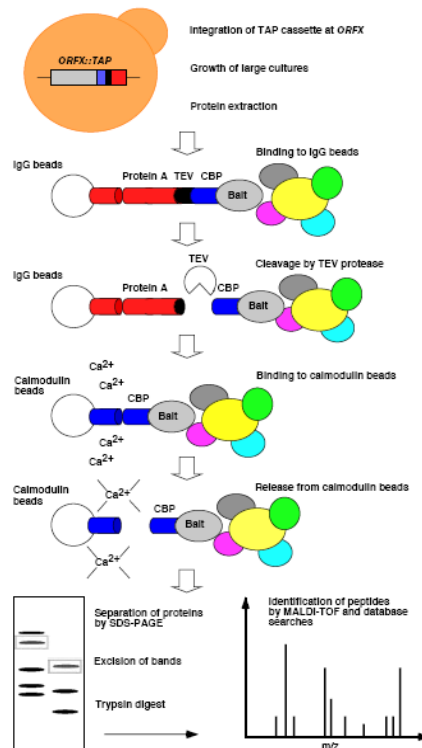 Integration of TAP cassette at ORFX
ORFX::TAP
Growth of large cultures
Protein extraction
IgG beads
Protein A TEV CBP
Binding to IgG beads
Bait
TEV
IgG beads
Protein A
CBP
Cleavage by TEV protease
Bait
Ca2+
Ca2+
Calmodulin
beads
CBP
Binding to calmodulin beads
Bait
Ca2+
Ca2+
Calmodulin
beads
Ca2+
CBP
Release from calmodulin beads
Bait
Ca2+
Separation of proteins
by SDS-PAGE
Excision of bands
Trypsin digest
Identification of peptides
by MALDI-TOF and database
searches
m/z